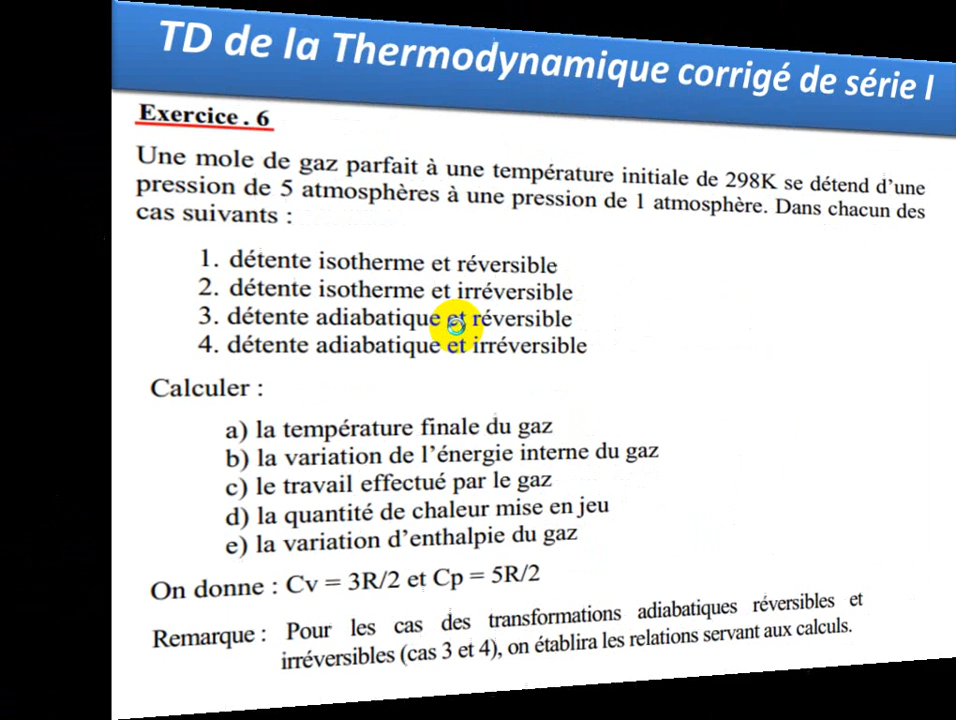 TD de la Thermodynamique corrigé de série I
Exercice . 6
Une mole de gaz parfait à une température initiale de 298K se détend d’une
pression de 5 atmosphères à une pression de 1 atmosphère. Dans chacun des
cas suivants :
1. détente isotherme et réversible
2. détente isotherme et irréversible
3. détente adiabatique et réversible
4. détente adiabatique et irréversible
Calculer :
a) la température finale du gaz
b) la variation de l’énergie interne du gaz
c) le travail effectué par le gaz
d) la quantité de chaleur mise en jeu
e) la variation d’enthalpie du gaz
On donne : Cv = 3R/2 et Cp = 5R/2
Remarque : Pour les cas des transformations adiabatiques réversibles et
irréversibles (cas 3 et 4), on établira les relations servant aux calculs.